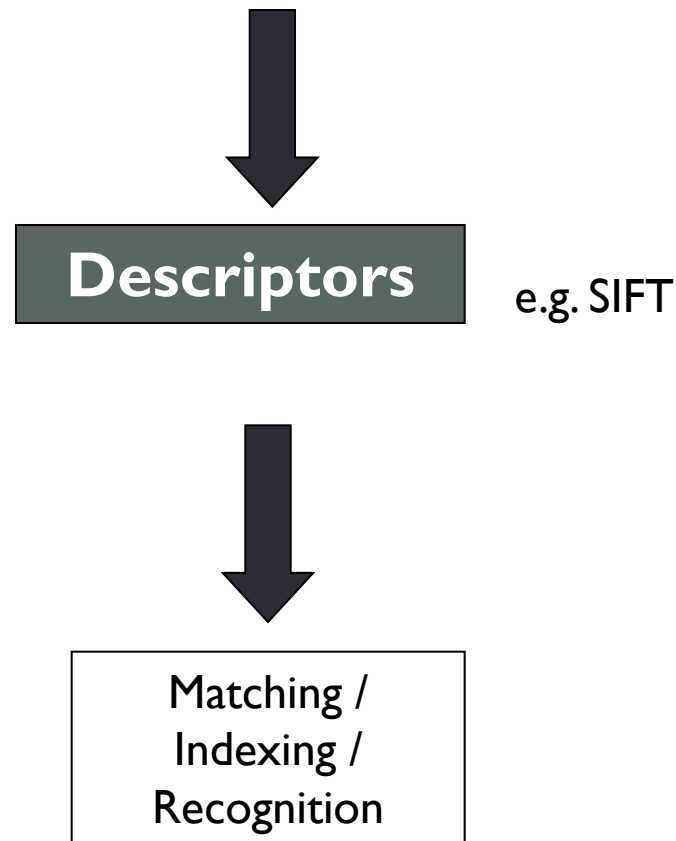 Descriptors
e.g. SIFT
Matching /
Indexing /
Recognition